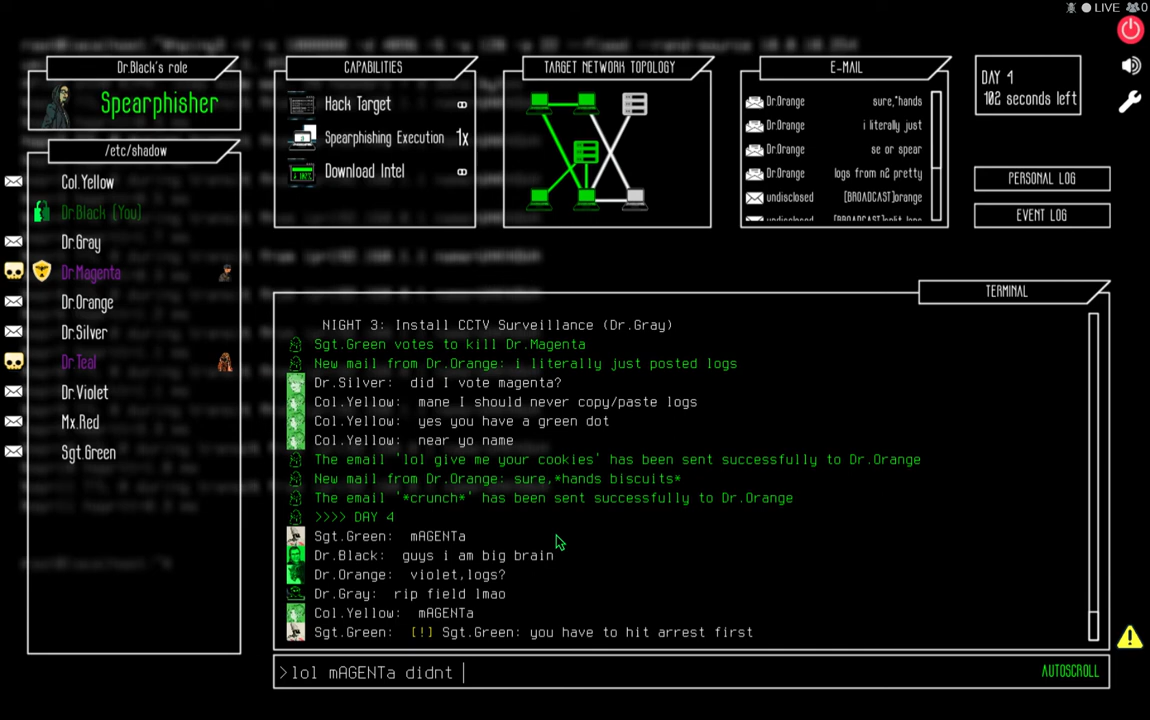 LIVE 0
Dr.Black's role
Spearphisher
/etc/shadow
Col.Yellow
Dr.Black (You)
Dr.Gray
Dr.Magenta
Dr.Orange
Dr.Silver
Dr.Teal
Dr.Violet
Mx.Red
Sgt.Green
CAPABILITIES
Hack Target ∞
Spearphishing Execution 1x
Download Intel ∞
TARGET NETWORK TOPOLOGY
E-MAIL
Dr.Orange sure,*hands
Dr.Orange i literally just
Dr.Orange se or spear
Dr.Orange logs from n2 pretty
undisclosed [BROADCAST]orange
DAY 4
102 seconds left
PERSONAL LOG
EVENT LOG
TERMINAL
NIGHT 3: Install CCTV Surveillance (Dr.Gray)
Sgt.Green votes to kill Dr.Magenta
New mail from Dr.Orange: i literally just posted logs
Dr.Silver: did I vote magenta?
Col.Yellow: mane I should never copy/paste logs
Col.Yellow: yes you have a green dot
Col.Yellow: near yo name
The email 'lol give me your cookies' has been sent successfully to Dr.Orange
New mail from Dr.Orange: sure,*hands biscuits*
The email '*crunch*' has been sent successfully to Dr.Orange
>>>> DAY 4
Sgt.Green: mAGENTa
Dr.Black: guys i am big brain
Dr.Orange: violet,logs?
Dr.Gray: rip field lmao
Col.Yellow: mAGENTa
Sgt.Green: [!] Sgt.Green: you have to hit arrest first
>lol mAGENTa didnt
AUTOSCROLL